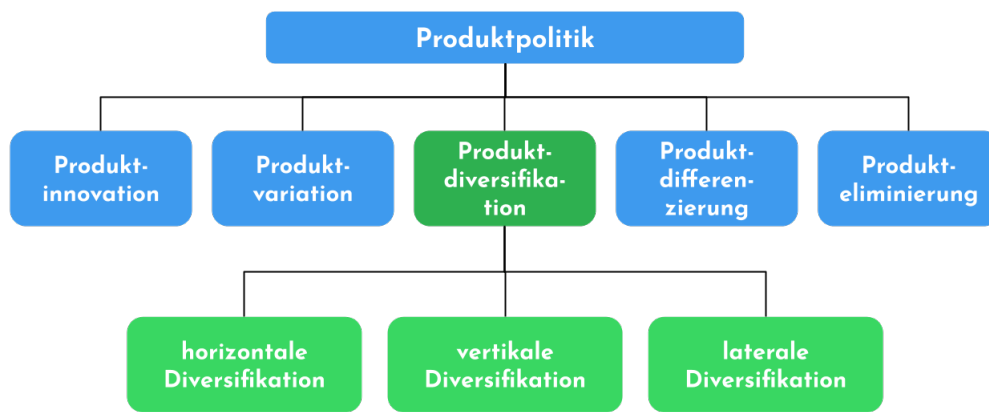 Produktpolitik
Produkt-
innovation
Produkt-
variation
Produkt-
diversifika-
tion
Produkt-
differen-
zierung
Produkt-
eliminierung
horizontale
Diversifikation
vertikale
Diversifikation
laterale
Diversifikation